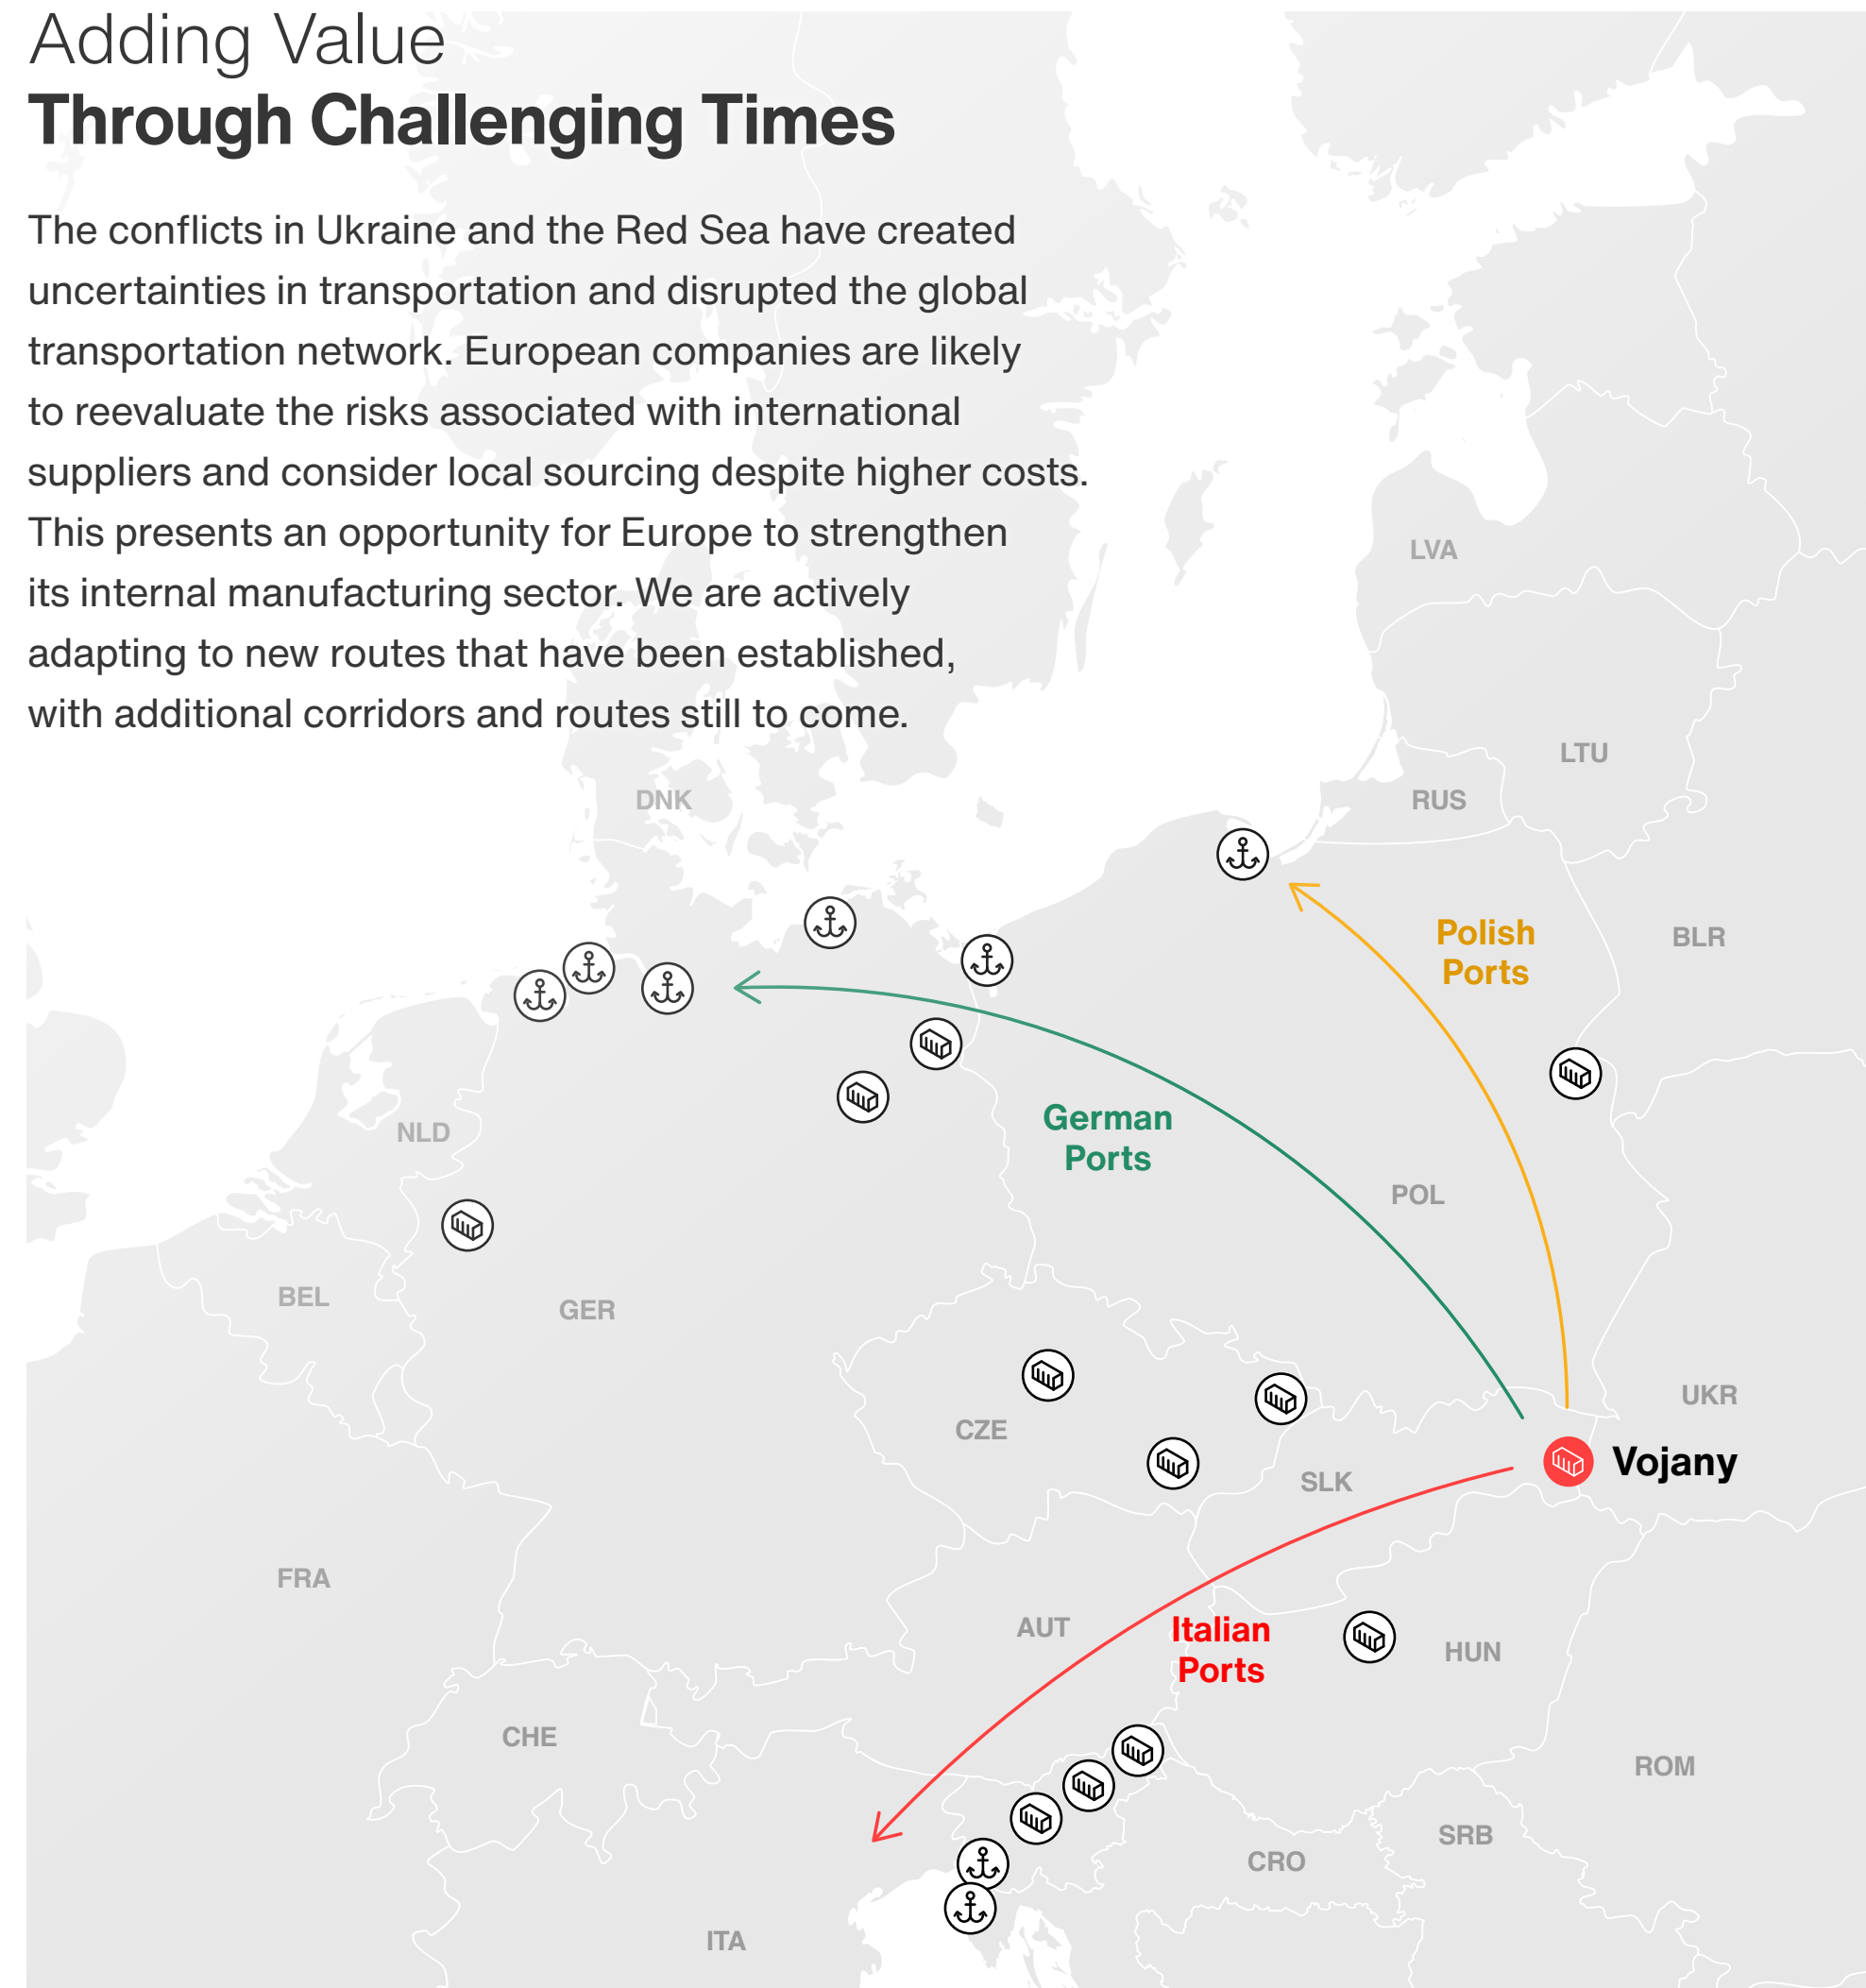 Adding Value
Through Challenging Times
The conflicts in Ukraine and the Red Sea have created
uncertainties in transportation and disrupted the global
transportation network. European companies are likely
to reevaluate the risks associated with international
suppliers and consider local sourcing despite higher costs.
This presents an opportunity for Europe to strengthen
its internal manufacturing sector. We are actively
adapting to new routes that have been established,
with additional corridors and routes still to come.
LVA
LTU
DNK
RUS
Polish
Ports
BLR
German
Ports
NLD
POL
BEL
GER
UKR
CZE
Vojany
SLK
FRA
AUT
Italian
Ports
HUN
CHE
ROM
SRB
CRO
ITA